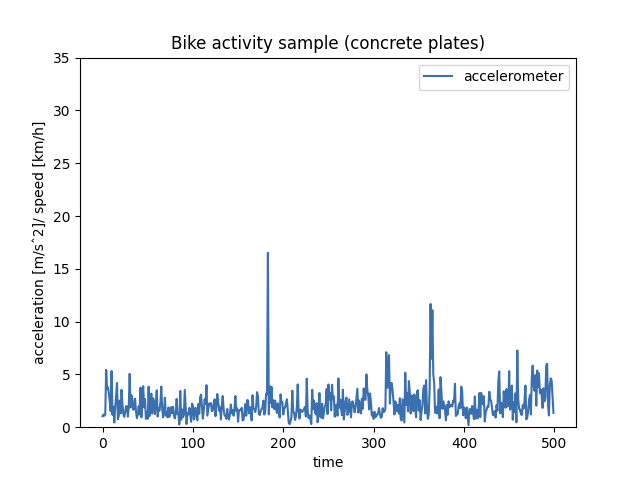 Bike activity sample (concrete plates)
accelerometer
acceleration [m/sˆ2]/ speed [km/h]
35
30
25
20
15
10
5
0
0 100 200 300 400 500
time